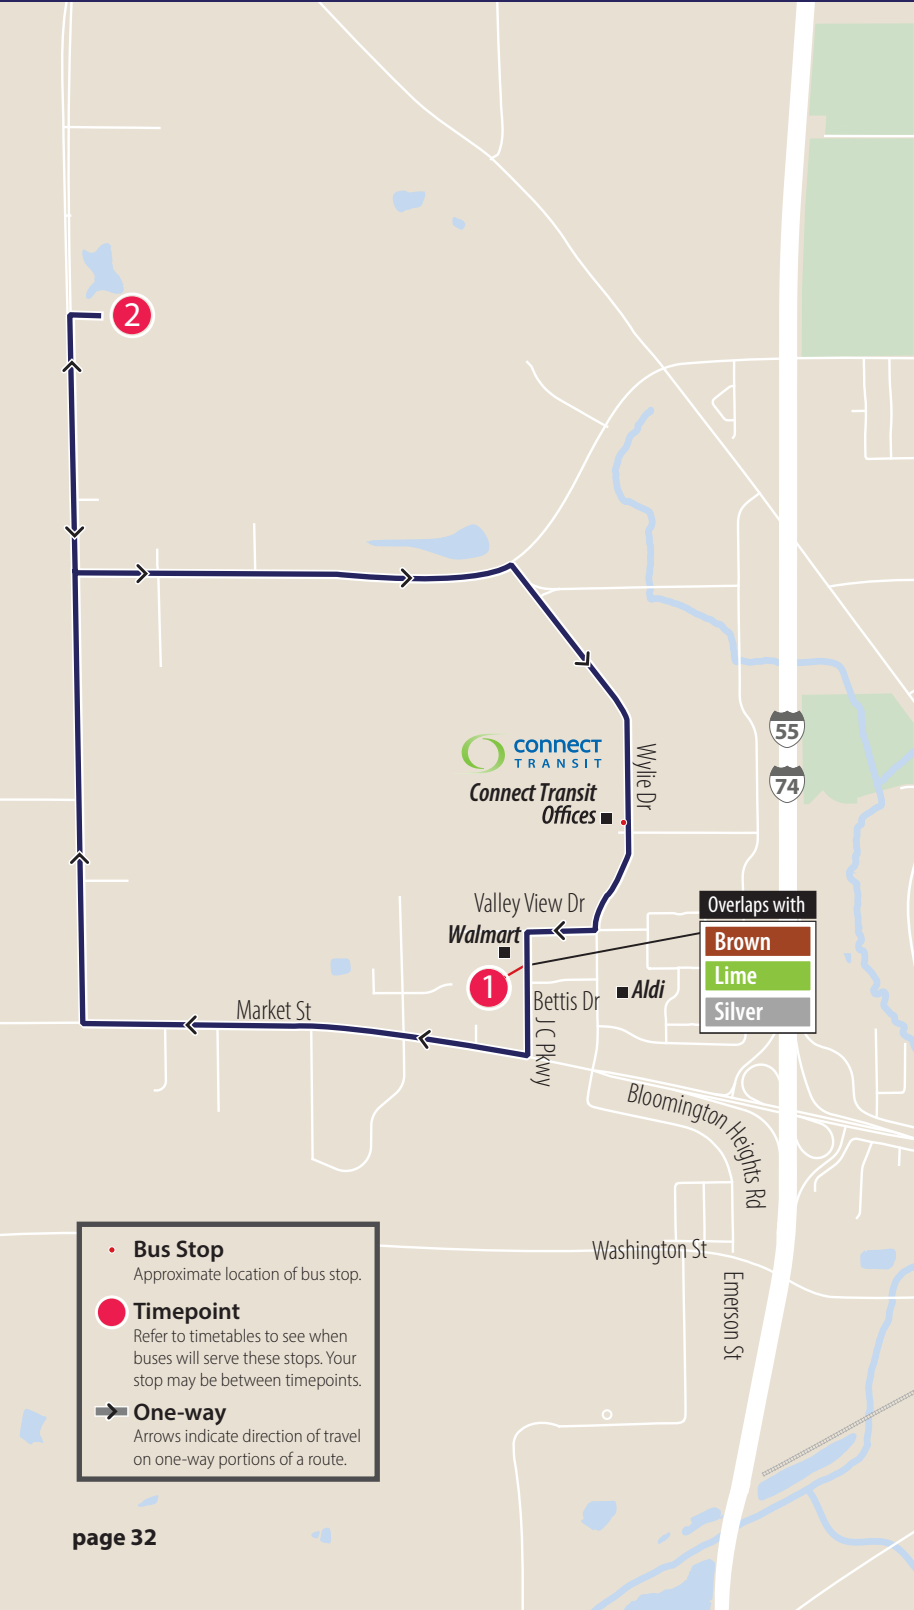 2
55
74
connect
TRANSIT
Wylie Dr
Connect Transit
Offices
Valley View Dr
Walmart
Overlaps with
Brown
Lime
Silver
1
Aldi
Bettis Dr
Market St
J C Pkwy
Bloomington Heights Rd
Washington St
Emerson St
Bus Stop
Approximate location of bus stop.
Timepoint
Refer to timetables to see when
buses will serve these stops. Your
stop may be between timepoints.
One-way
Arrows indicate direction of travel
on one-way portions of a route.
page 32